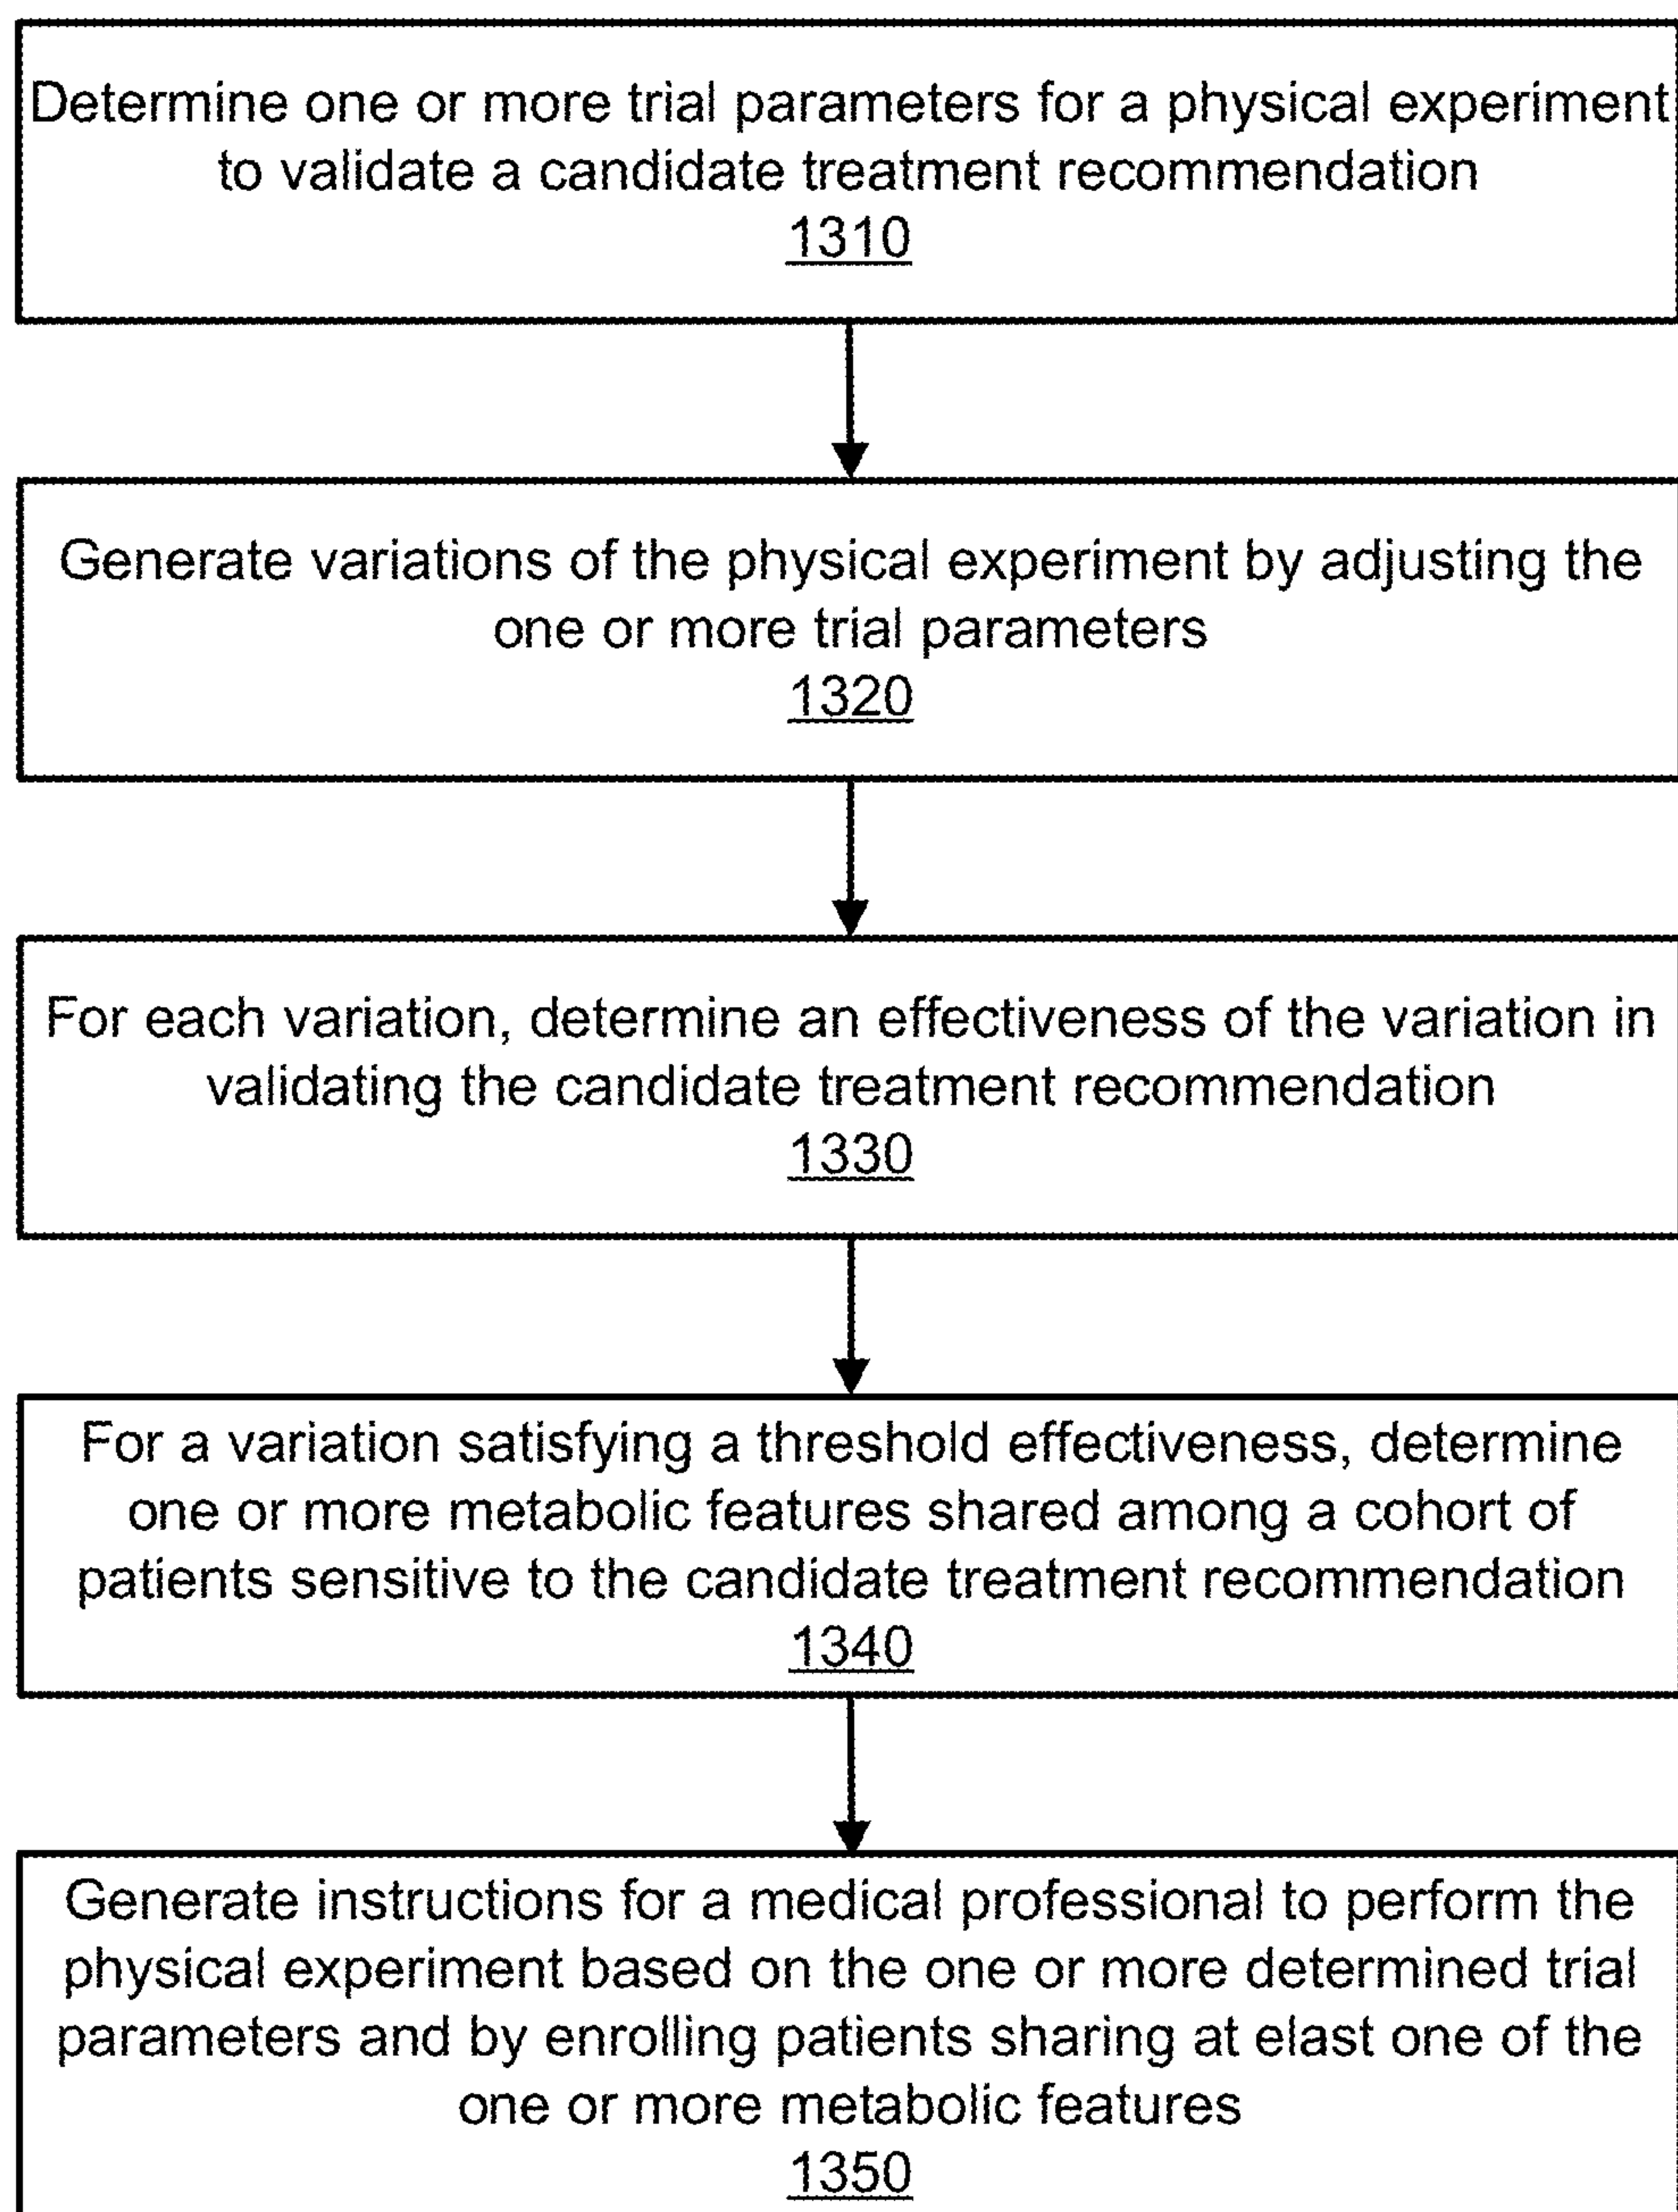 Determine one or more trial parameters for a physical experiment
to validate a candidate treatment recommendation
1310
Generate variations of the physical experiment by adjusting the
one or more trial parameters
1320
For each variation, determine an effectiveness of the variation in
validating the candidate treatment recommendation
1330
For a variation satisfying a threshold effectiveness, determine
one or more metabolic features shared among a cohort of
patients sensitive to the candidate treatment recommendation
1340
Generate instructions for a medical professional to perform the
physical experiment based on the one or more determined trial
parameters and by enrolling patients sharing at elast one of the
one or more metabolic features
1350